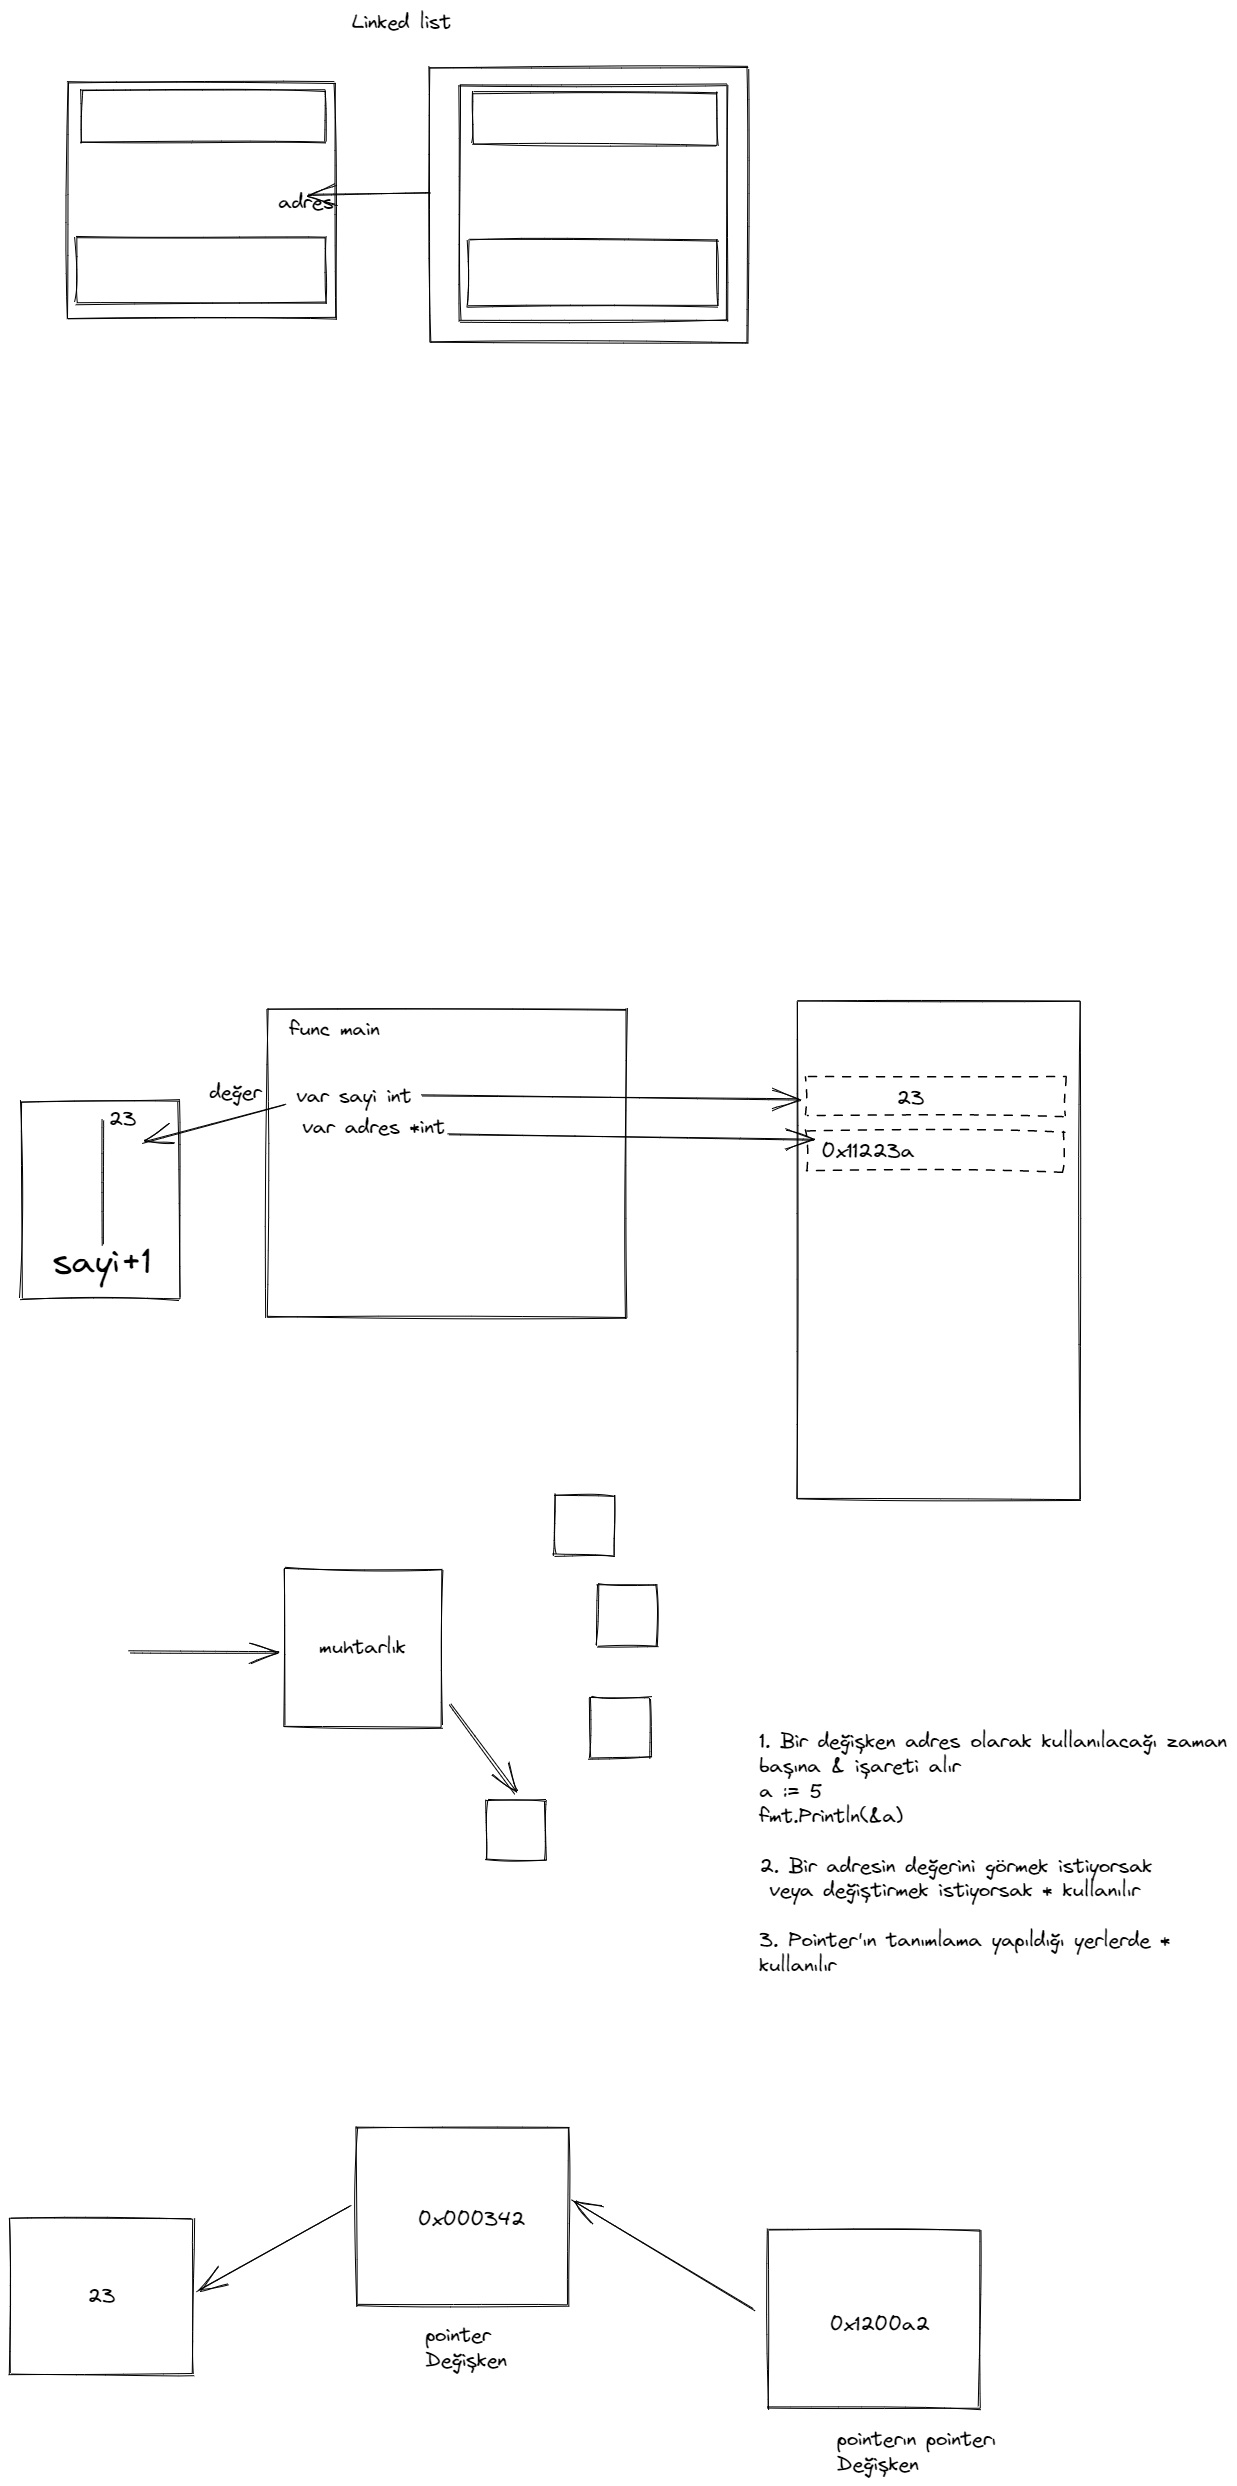 Linked list
adres
func main
değer
var sayi int
var adres *int
23
sayi+1
23
0x11223a
muhtarlık
1. Bir değişken adres olarak kullanılacağı zaman
başına & işareti alır
a := 5
fmt.Println(&a)
2. Bir adresin değerini görmek istiyorsak
veya değiştirmek istiyorsak * kullanılır
3. Pointer'ın tanımlama yapıldığı yerlerde *
kullanılır
0x000342
23
0x1200a2
pointer
Değişken
pointerın pointerı
Değişken